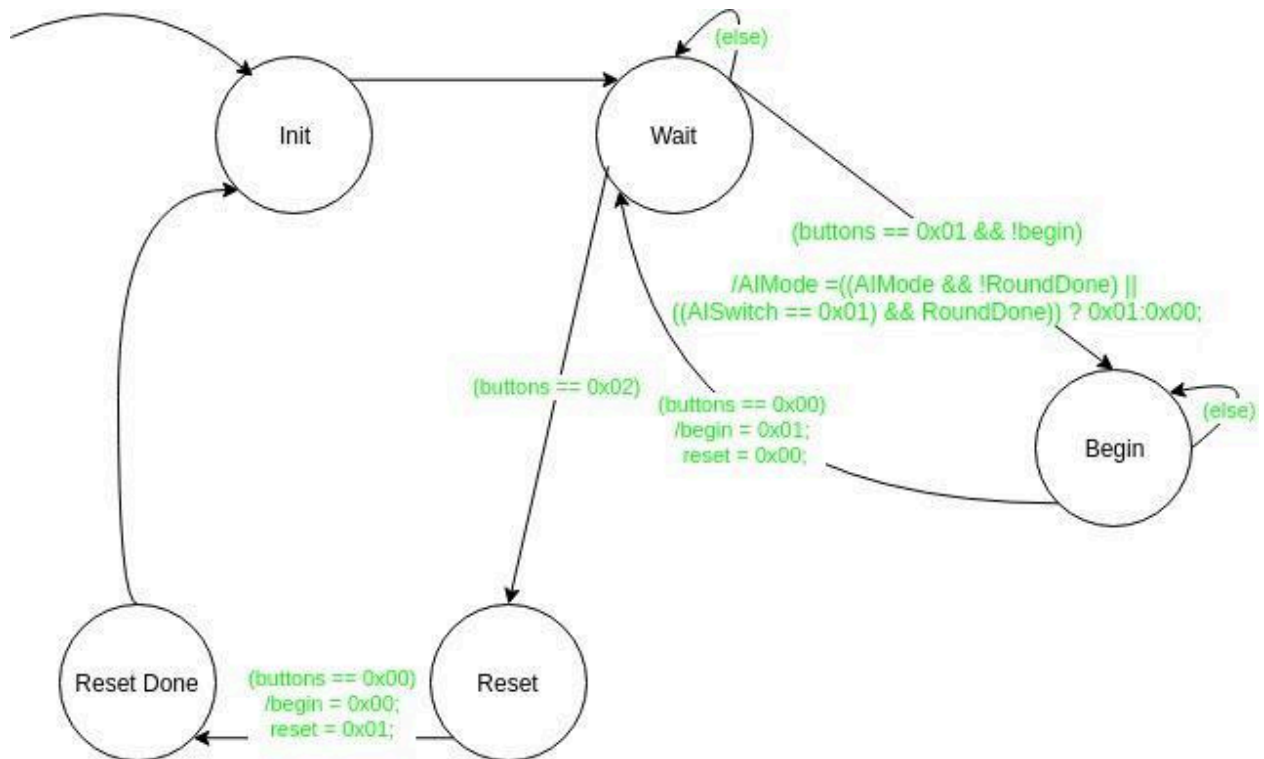 (else)
Init
Wait
(buttons == 0x01 && !begin)
/AIMode =((AIMode && !RoundDone) ||
((AISwitch == 0x01) && RoundDone)) ? 0x01:0x00;
(buttons == 0x02)
(buttons == 0x00)
/begin = 0x01;
reset = 0x00;
(else)
Begin
Reset Done
(buttons == 0x00)
/begin = 0x00;
reset = 0x01;
Reset